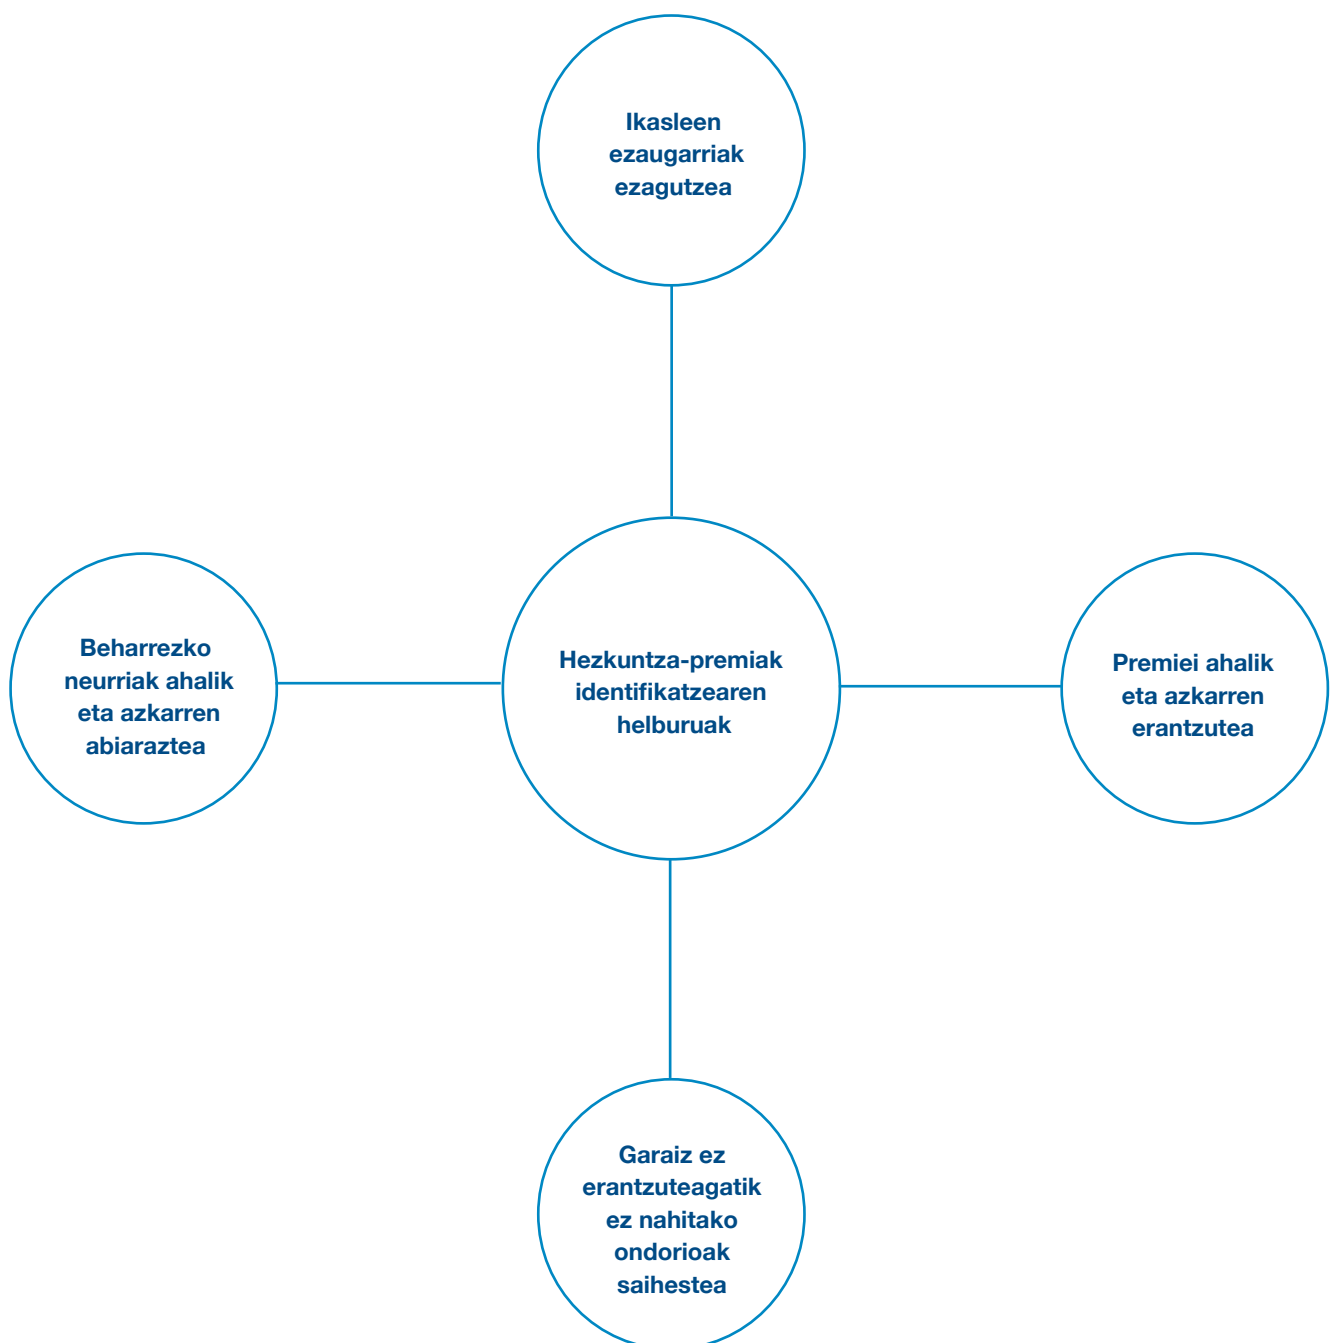 Ikasleen
ezaugarriak
ezagutzea
Beharrezko
neurriak ahalik
eta azkarren
abiaraztea
Hezkuntza-premiak
identifikatzearen
helburuak
Premiei ahalik
eta azkarren
erantzutea
Garaiz ez
erantzuteagatik
ez nahitako
ondorioak
saihestea